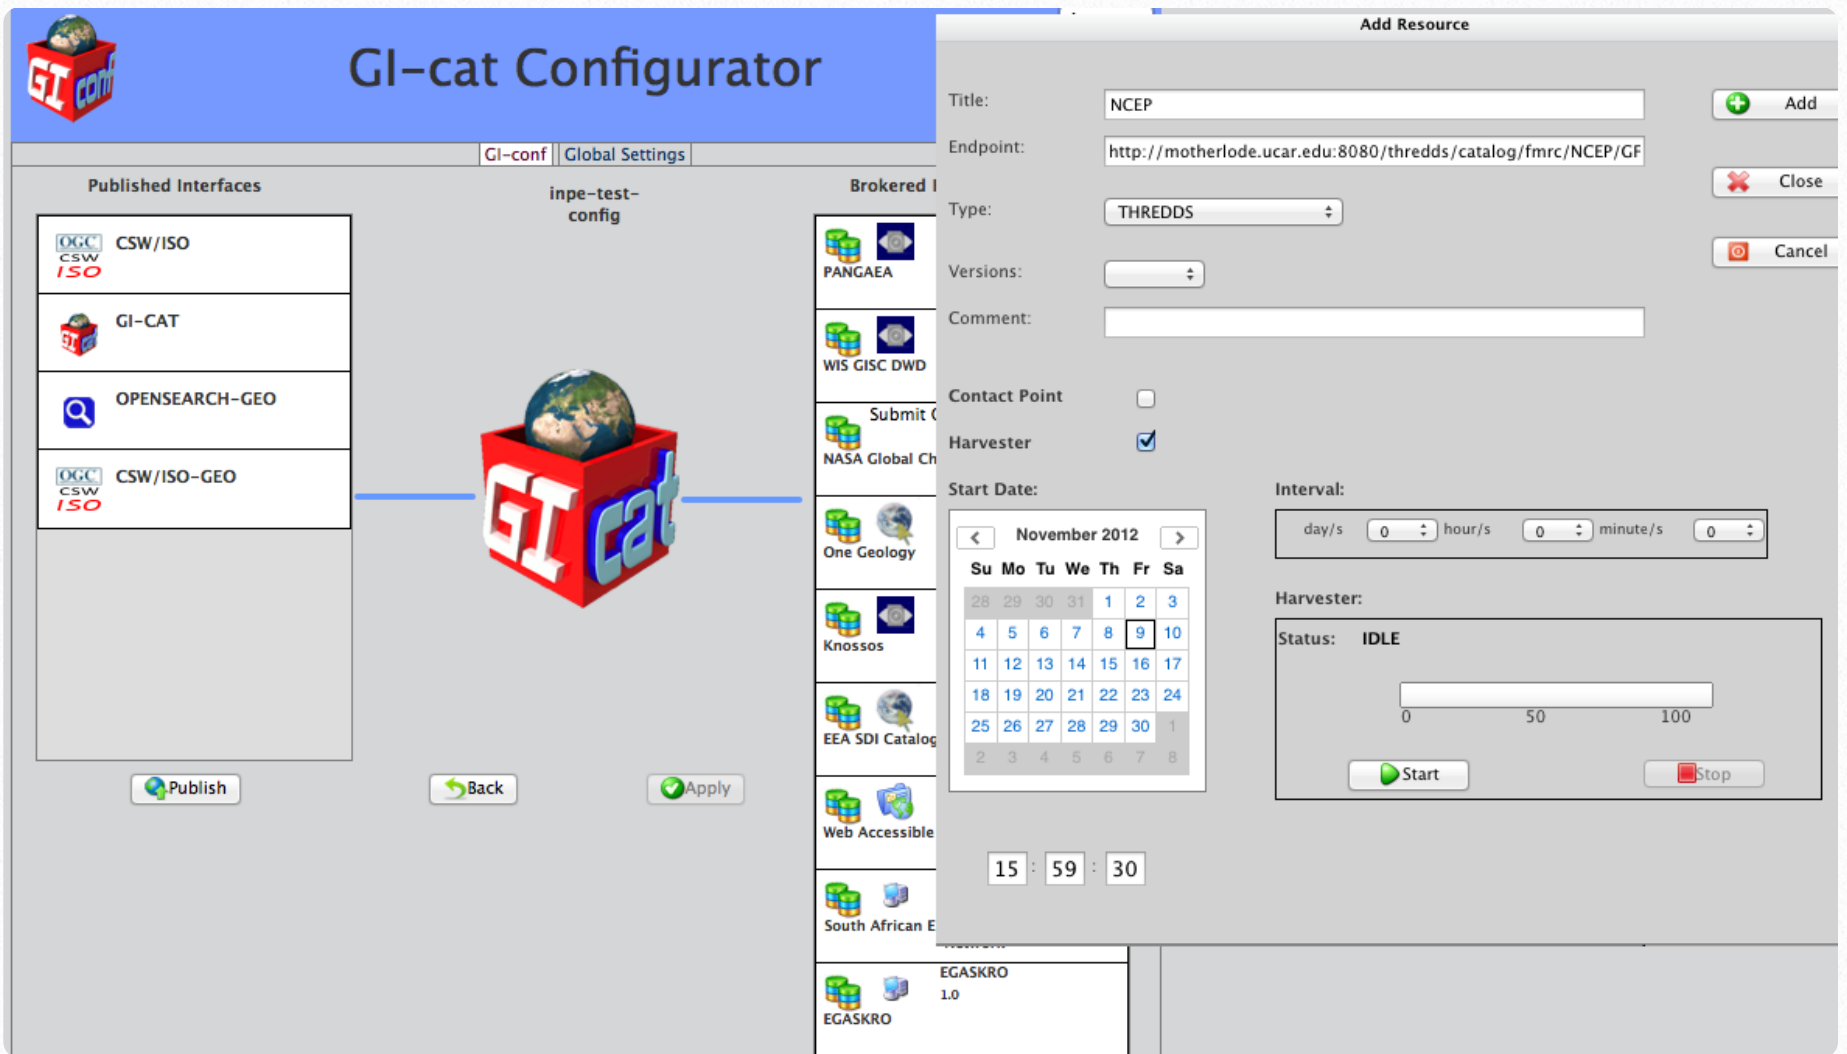 GI-cat Configurator
GI-conf Global Settings
Published Interfaces
OGC CSW ISO CSW/ISO
GI-CAT
OPENSEARCH-GEO
OGC CSW ISO CSW/ISO-GEO
Publish
inpe-test-
config
GI cat
Back
Apply
Brokered
PANGAEA
WIS GISC DWD
Submit
NASA Global Ch
One Geology
Knossos
EEA SDI Catalog
Web Accessible
South African E
EGASKRO
1.0
EGASKRO
Add Resource
Title: NCEP
Add
Endpoint: http://motherlode.ucar.edu:8080/thredds/catalog/fmrc/NCEP/GF
Close
Type: THREDDS
Cancel
Versions:
Comment:
Contact Point
Harvester
Start Date:
November 2012
Su Mo Tu We Th Fr Sa
28 29 30 31 1 2 3
4 5 6 7 8 9 10
11 12 13 14 15 16 17
18 19 20 21 22 23 24
25 26 27 28 29 30 1
2 3 4 5 6 7 8
15 : 59 : 30
Interval:
day/s 0 hour/s 0 minute/s 0
Harvester:
Status: IDLE
0 50 100
Start
Stop